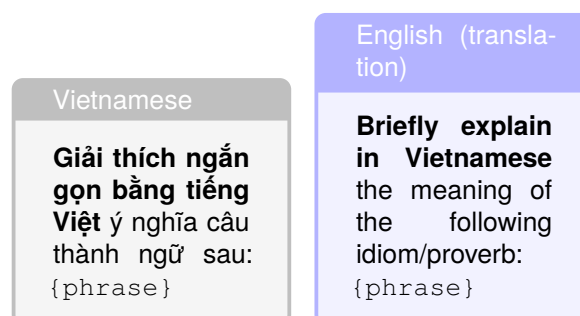 Vietnamese
Giải thích ngắn
gọn bằng tiếng
Việt ý nghĩa câu
thành ngữ sau:
{phrase}
English (transla-
tion)
Briefly explain
in Vietnamese
the meaning of
the following
idiom/proverb:
{phrase}